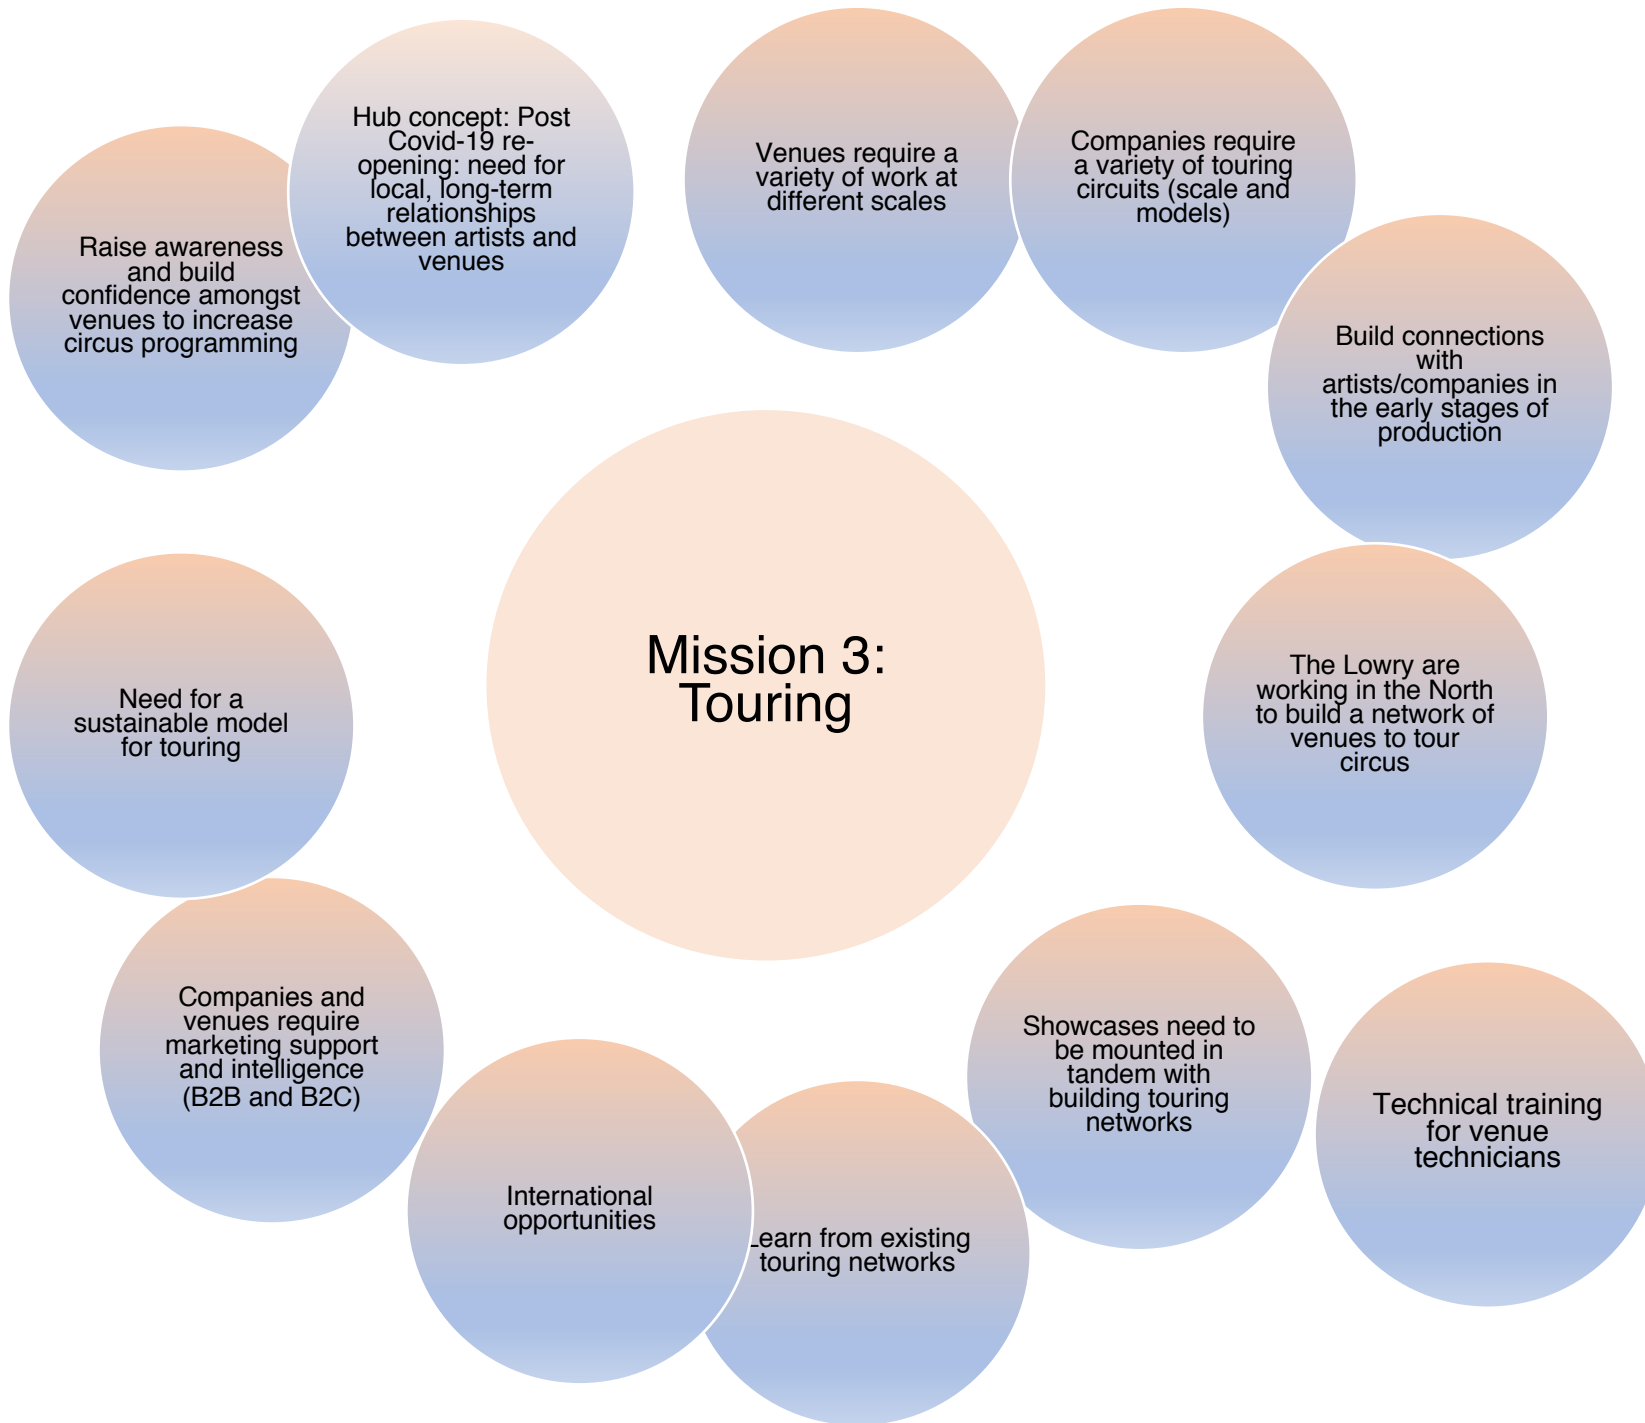 Hub concept: Post
Covid-19 re-
opening: need for
local, long-term
relationships
between artists and
venues
Venues require a
variety of work at
different scales
Companies require
a variety of touring
circuits (scale and
models)
Raise awareness
and build
confidence amongst
venues to increase
circus programming
Build connections
with
artists/companies in
the early stages of
production
Mission 3:
Touring
The Lowry are
working in the North
to build a network of
venues to tour
circus
Need for a
sustainable model
for touring
Companies and
venues require
marketing support
and intelligence
(B2B and B2C)
Showcases need to
be mounted in
tandem with
building touring
networks
Technical training
for venue
technicians
International
opportunities
Learn from existing
touring networks